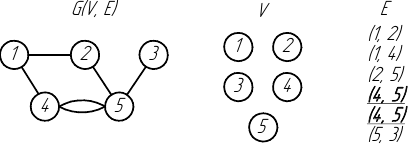 G(V, E)
1 2 3
4 5
V
1 2
3 4
5
E
(1, 2)
(1, 4)
(2, 5)
(4, 5)
(4, 5)
(5, 3)